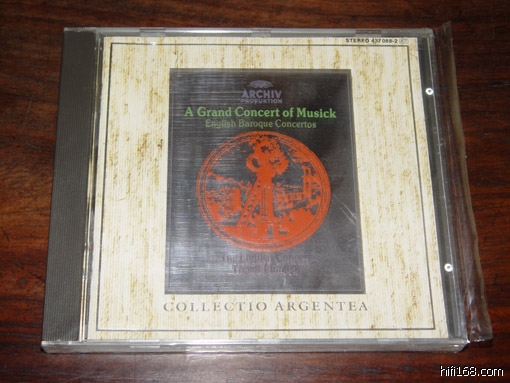 STEREO 437 088-2
ARCHIV
PRODUKTION
A Grand Concert of Musick
English Baroque Concertos
The English Concert
Trevor Pinnock
COLLECTIO ARGENTEA
hifi168.com